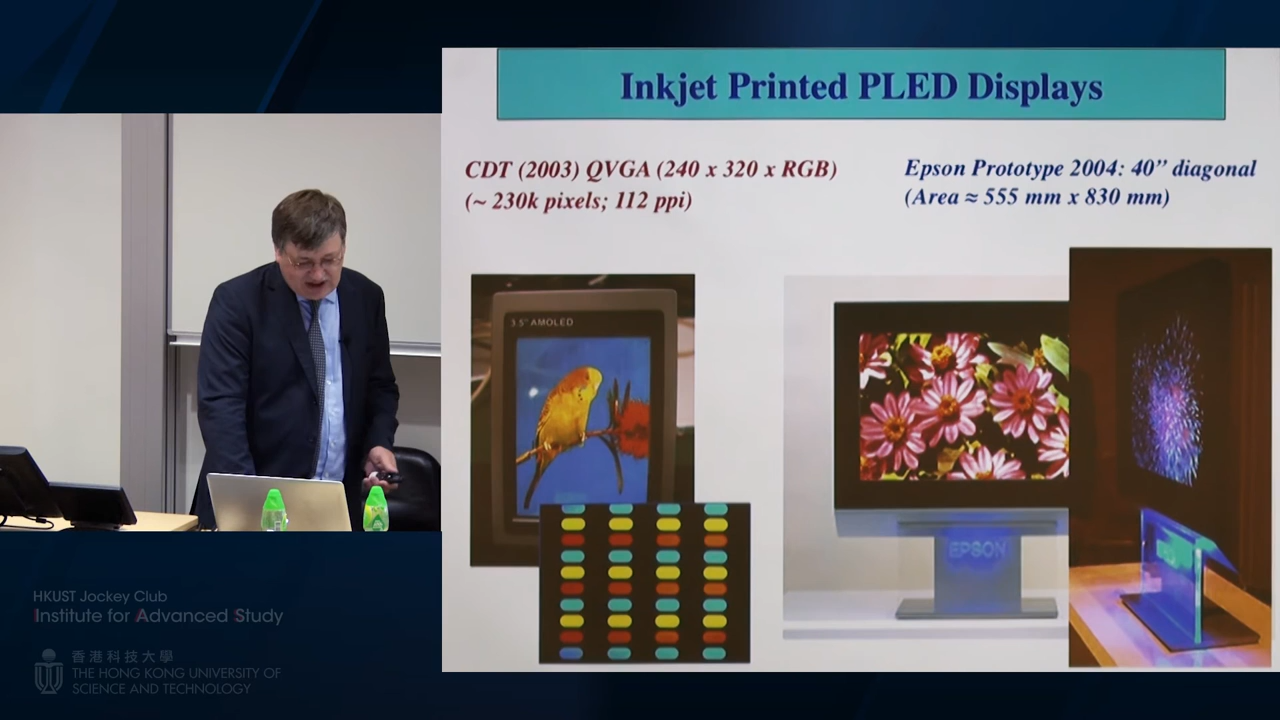 Inkjet Printed PLED Displays
CDT (2003) QVGA (240 x 320 x RGB)
(~ 230k pixels; 112 ppi)
Epson Prototype 2004: 40” diagonal
(Area ≈ 555 mm x 830 mm)
3.5" AMOLED
EPSON
HKUST Jockey Club
Institute for Advanced Study
香港科技大學
THE HONG KONG UNIVERSITY OF
SCIENCE AND TECHNOLOGY